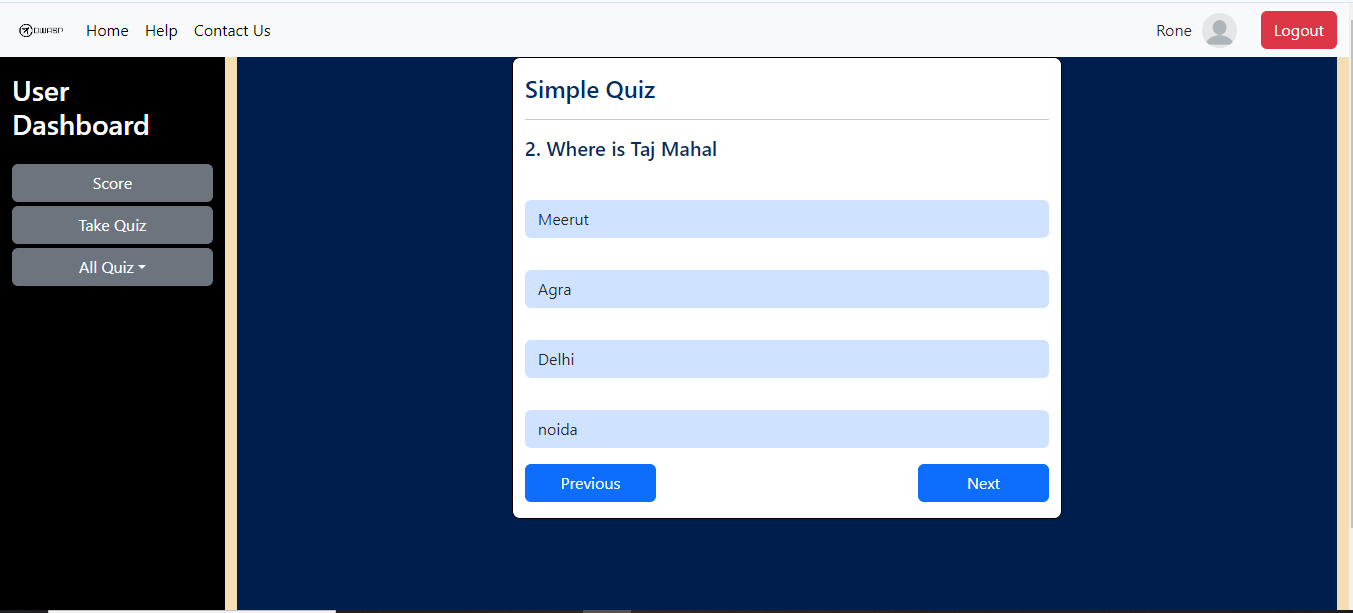 OWASP
Home Help Contact Us
Rone
Logout
User
Dashboard
Score
Take Quiz
All Quiz
Simple Quiz
2. Where is Taj Mahal
Meerut
Agra
Delhi
noida
Previous
Next